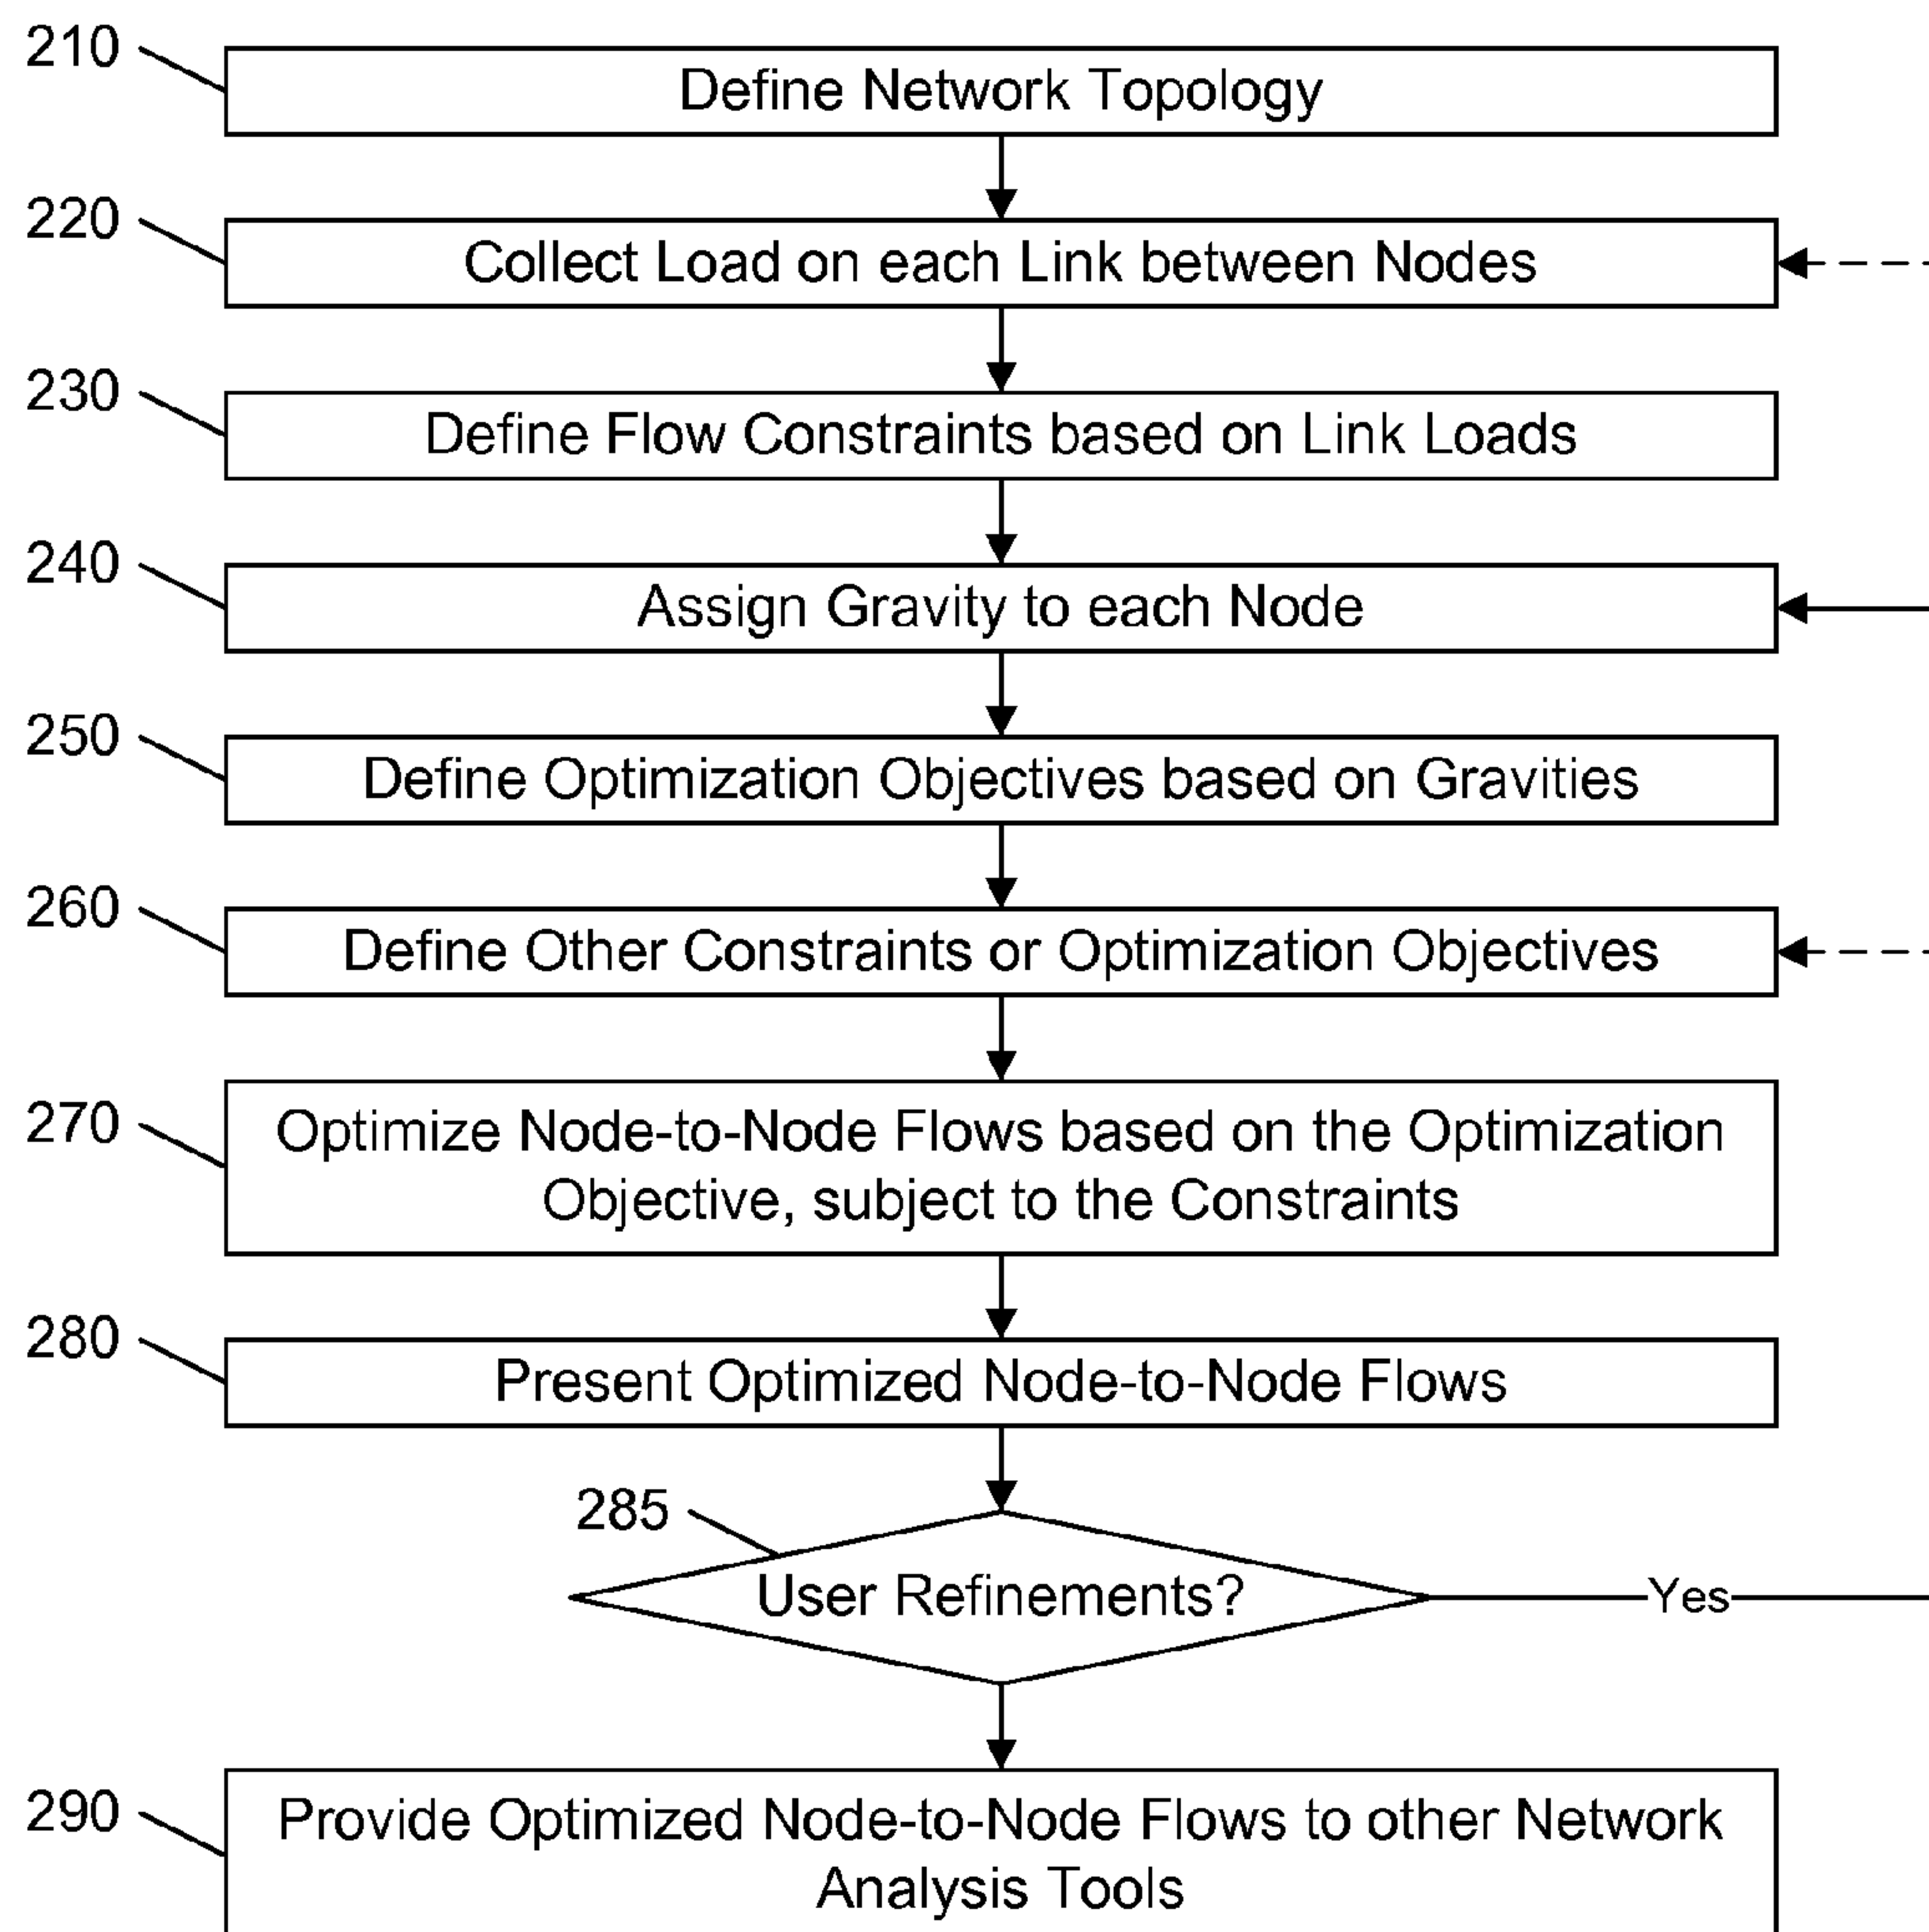 210
Define Network Topology
220
Collect Load on each Link between Nodes
230
Define Flow Constraints based on Link Loads
240
Assign Gravity to each Node
250
Define Optimization Objectives based on Gravities
260
Define Other Constraints or Optimization Objectives
270
Optimize Node-to-Node Flows based on the Optimization
Objective, subject to the Constraints
280
Present Optimized Node-to-Node Flows
285
User Refinements?
Yes
290
Provide Optimized Node-to-Node Flows to other Network
Analysis Tools